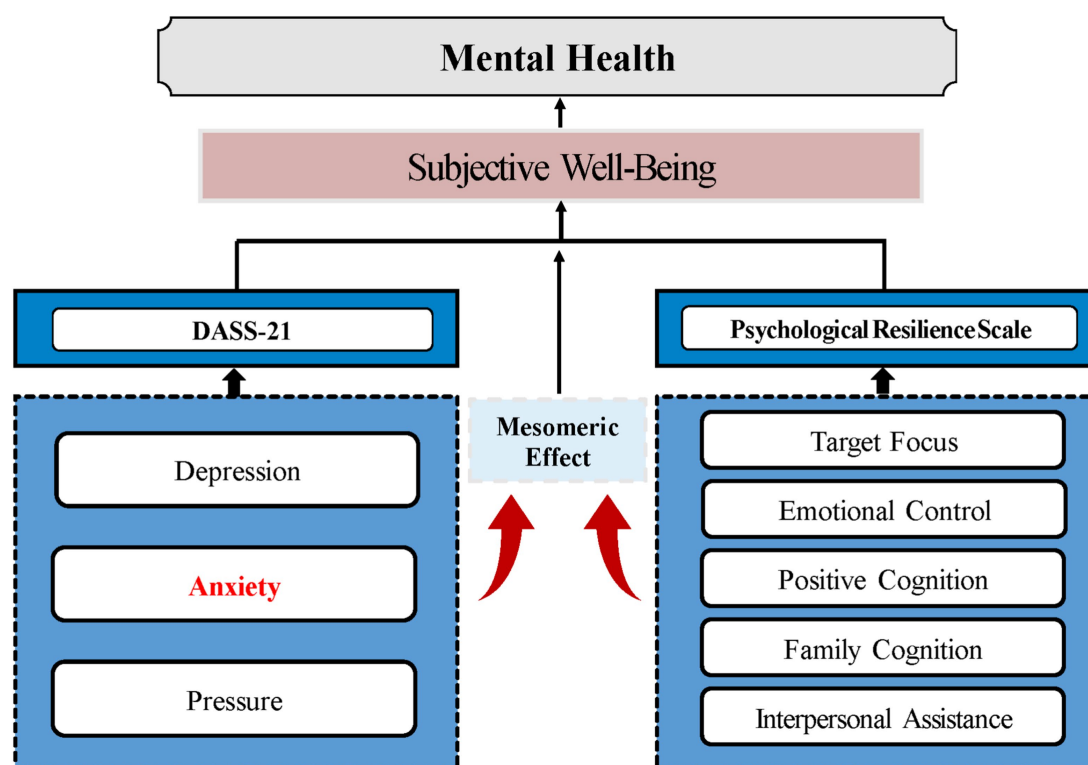 Mental Health
Subjective Well-Being
DASS-21
Psychological Resilience Scale
Depression
Anxiety
Pressure
Mesomeric
Effect
Target Focus
Emotional Control
Positive Cognition
Family Cognition
Interpersonal Assistance